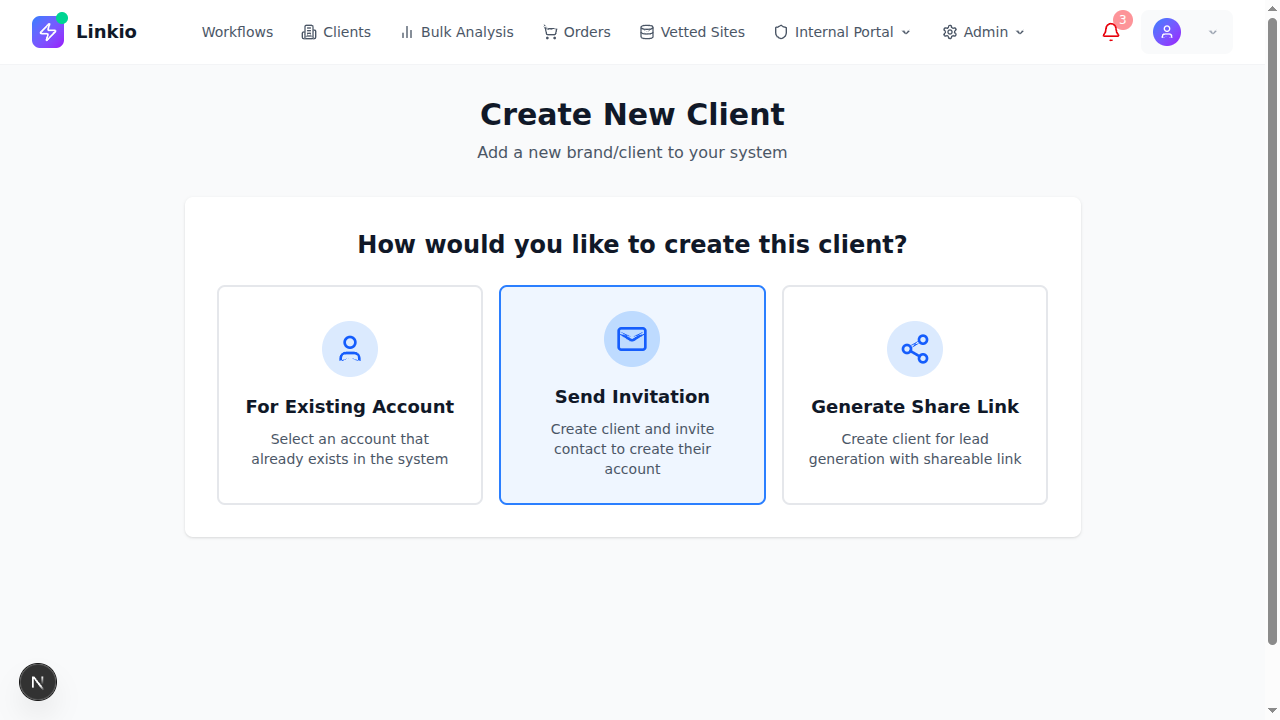 Linkio
Workflows
Clients
Bulk Analysis
Orders
Vetted Sites
Internal Portal
Admin
3
Create New Client
Add a new brand/client to your system
How would you like to create this client?
For Existing Account
Select an account that
already exists in the system
Send Invitation
Create client and invite
contact to create their
account
Generate Share Link
Create client for lead
generation with shareable link
N